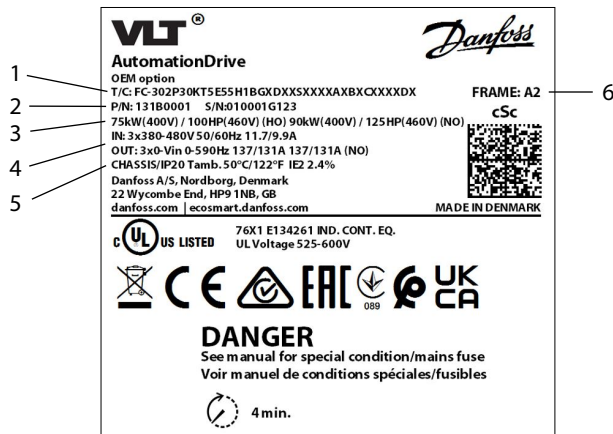 VLT ®
Danfoss
AutomationDrive
OEM option
1
T/C: FC-302P30KT5E55H1BGXDXXSXXXXAXBXCXXXXDX
FRAME: A2
6
2
P/N: 131B0001 S/N:010001G123
cSc
3
75kW(400V) / 100HP(460V) (HO) 90kW(400V) / 125HP(460V) (NO)
IN: 3x380-480V 50/60Hz 11.7/9.9A
4
OUT: 3x0-Vin 0-590Hz 137/131A 137/131A (NO)
5
CHASSIS/IP20 Tamb. 50°C/122°F IE2 2.4%
Danfoss A/S, Nordborg, Denmark
22 Wycombe End, HP9 1NB, GB
danfoss.com | ecosmart.danfoss.com
MADE IN DENMARK
C UL US LISTED
76X1 E134261 IND. CONT. EQ.
UL Voltage 525-600V
CE
EAC
089
UK
CA
DANGER
See manual for special condition/mains fuse
Voir manuel de conditions spéciales/fusibles
4 min.